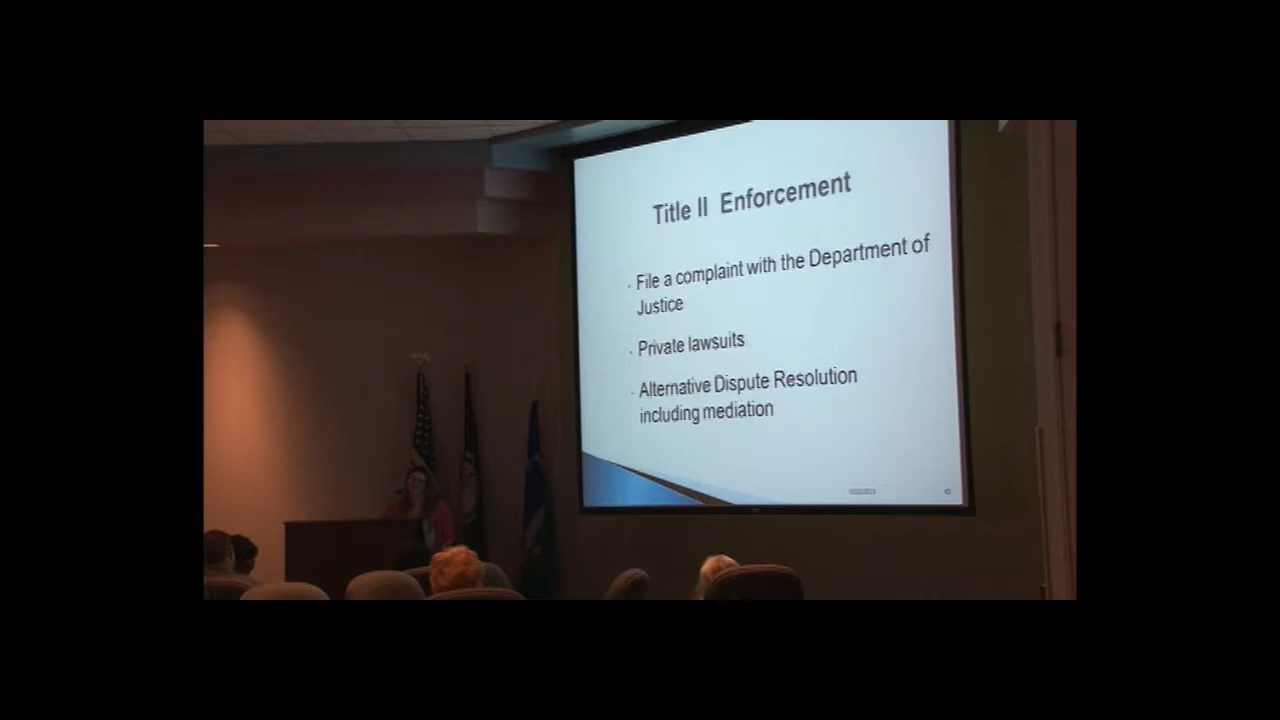 Title II Enforcement
File a complaint with the Department of
Justice
Private lawsuits
Alternative Dispute Resolution
including mediation